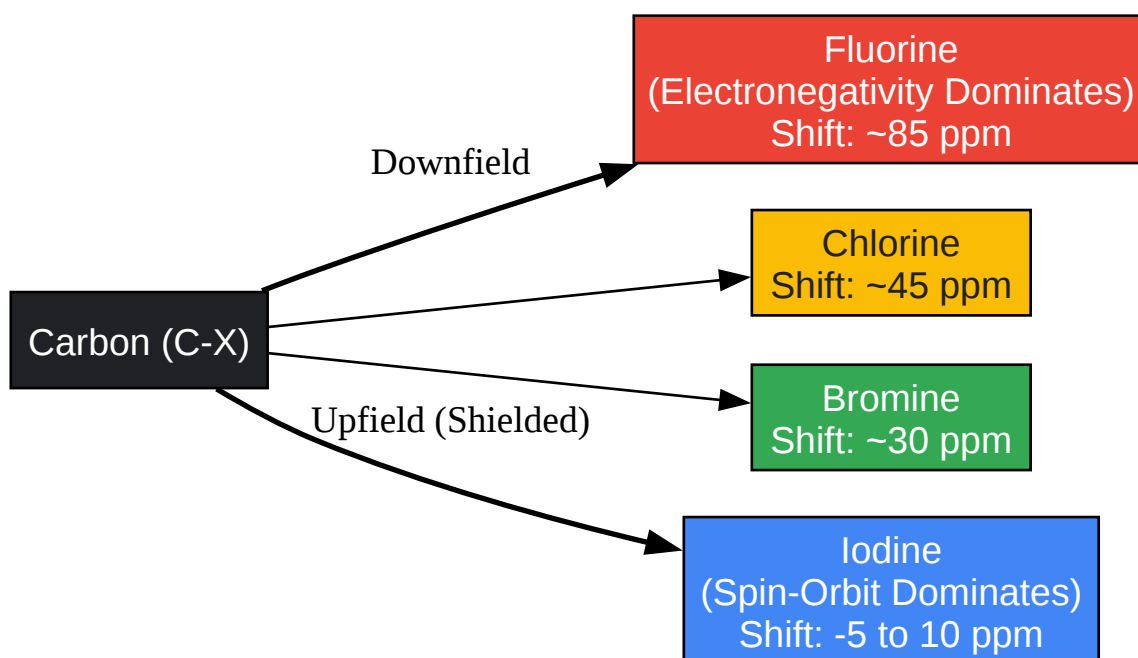 Fluorine
(Electronegativity Dominates)
Shift: ~85 ppm
Downfield
Chlorine
Shift: ~45 ppm
Carbon (C-X)
Bromine
Shift: ~30 ppm
Upfield (Shielded)
Iodine
(Spin-Orbit Dominates)
Shift: -5 to 10 ppm